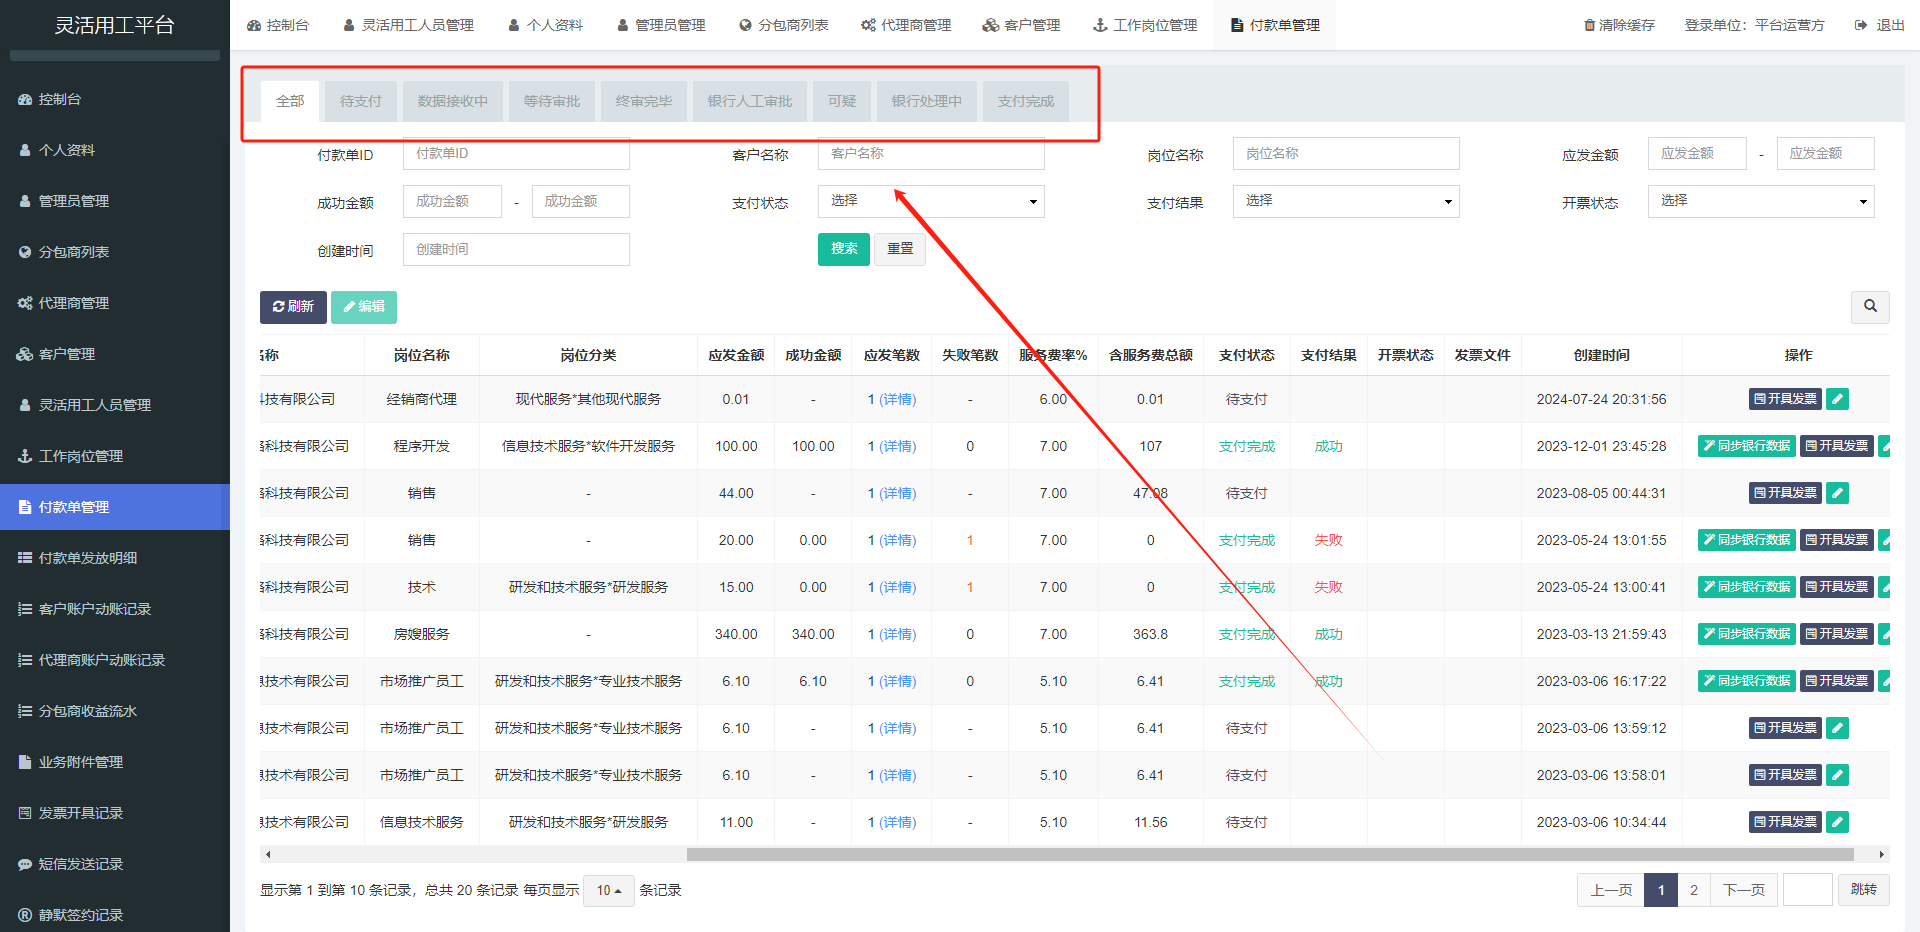 灵活用工平台
控制台
灵活用工人员管理
个人资料
管理员管理
分包商列表
代理商管理
客户管理
工作岗位管理
付款单管理
清除缓存
登录单位：平台运营方
退出
控制台
个人资料
管理员管理
分包商列表
代理商管理
客户管理
灵活用工人员管理
工作岗位管理
付款单管理
付款单发放明细
客户账户动账记录
代理商账户动账记录
分包商收益流水
业务附件管理
发票开具记录
短信发送记录
静默签约记录
全部 待支付 数据接收中 等待审批 终审完毕 银行人工审批 可疑 银行处理中 支付完成
付款单ID 付款单ID 客户名称 客户名称 岗位名称 岗位名称 应发金额 应发金额 - 应发金额
成功金额 成功金额 - 成功金额 支付状态 选择 支付结果 选择 开票状态 选择
创建时间 创建时间 搜索 重置
刷新 编辑
名称 岗位名称 岗位分类 应发金额 成功金额 应发笔数 失败笔数 服务费率% 含服务费总额 支付状态 支付结果 开票状态 发票文件 创建时间 操作
科技有限公司 经销商代理 现代服务*其他现代服务 0.01 - 1 (详情) - 6.00 0.01 待支付 2024-07-24 20:31:56 开具发票
络科技有限公司 程序开发 信息技术服务*软件开发服务 100.00 100.00 1 (详情) 0 7.00 107 支付完成 成功 2023-12-01 23:45:28 同步银行数据 开具发票
络科技有限公司 销售 - 44.00 - 1 (详情) - 7.00 47.08 待支付 2023-08-05 00:44:31 开具发票
络科技有限公司 销售 - 20.00 0.00 1 (详情) 1 7.00 0 支付完成 失败 2023-05-24 13:01:55 同步银行数据 开具发票
络科技有限公司 技术 研发和技术服务*研发服务 15.00 0.00 1 (详情) 1 7.00 0 支付完成 失败 2023-05-24 13:00:41 同步银行数据 开具发票
络科技有限公司 房嫂服务 - 340.00 340.00 1 (详情) 0 7.00 363.8 支付完成 成功 2023-03-13 21:59:43 同步银行数据 开具发票
息技术有限公司 市场推广员工 研发和技术服务*专业技术服务 6.10 6.10 1 (详情) 0 5.10 6.41 支付完成 成功 2023-03-06 16:17:22 同步银行数据 开具发票
息技术有限公司 市场推广员工 研发和技术服务*专业技术服务 6.10 - 1 (详情) - 5.10 6.41 待支付 2023-03-06 13:59:12 开具发票
息技术有限公司 市场推广员工 研发和技术服务*专业技术服务 6.10 - 1 (详情) - 5.10 6.41 待支付 2023-03-06 13:58:01 开具发票
息技术有限公司 信息技术服务 研发和技术服务*研发服务 11.00 - 1 (详情) - 5.10 11.56 待支付 2023-03-06 10:34:44 开具发票
显示第 1 到第 10 条记录，总共 20 条记录 每页显示 10 条记录
上一页 1 2 下一页 跳转